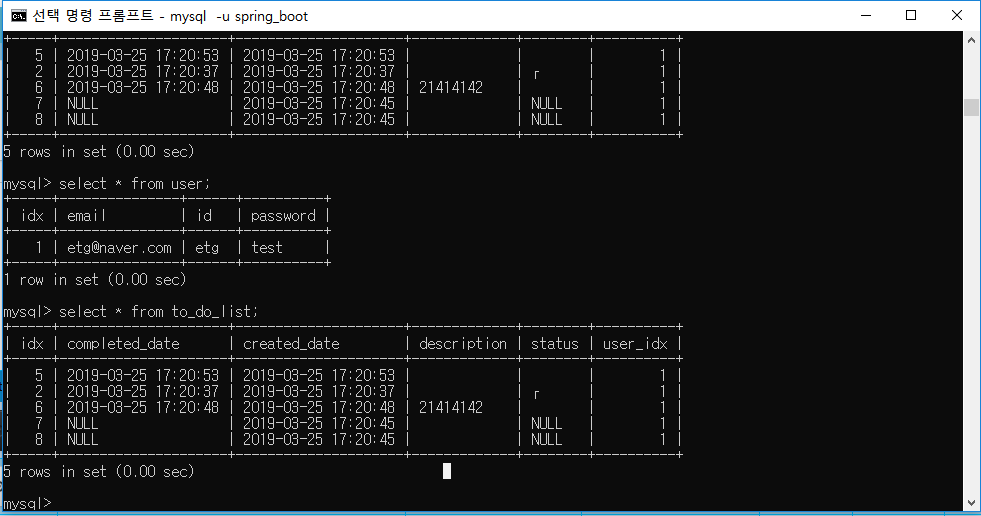 선택 명령 프롬프트 - mysql  -u spring_boot
+-----+---------------------+---------------------+-------------+--------+----------+
|   5 | 2019-03-25 17:20:53 | 2019-03-25 17:20:53 |             |        |        1 |
|   2 | 2019-03-25 17:20:37 | 2019-03-25 17:20:37 |             | r      |        1 |
|   6 | 2019-03-25 17:20:48 | 2019-03-25 17:20:48 | 21414142    |        |        1 |
|   7 | NULL                | 2019-03-25 17:20:45 |             | NULL   |        1 |
|   8 | NULL                | 2019-03-25 17:20:45 |             | NULL   |        1 |
+-----+---------------------+---------------------+-------------+--------+----------+
5 rows in set (0.00 sec)
mysql> select * from user;
+-----+---------------+------+----------+
| idx | email         | id   | password |
+-----+---------------+------+----------+
|   1 | etg@naver.com | etg  | test     |
+-----+---------------+------+----------+
1 row in set (0.00 sec)
mysql> select * from to_do_list;
+-----+---------------------+---------------------+-------------+--------+----------+
| idx | completed_date      | created_date        | description | status | user_idx |
+-----+---------------------+---------------------+-------------+--------+----------+
|   5 | 2019-03-25 17:20:53 | 2019-03-25 17:20:53 |             |        |        1 |
|   2 | 2019-03-25 17:20:37 | 2019-03-25 17:20:37 |             | r      |        1 |
|   6 | 2019-03-25 17:20:48 | 2019-03-25 17:20:48 | 21414142    |        |        1 |
|   7 | NULL                | 2019-03-25 17:20:45 |             | NULL   |        1 |
|   8 | NULL                | 2019-03-25 17:20:45 |             | NULL   |        1 |
+-----+---------------------+---------------------+-------------+--------+----------+
5 rows in set (0.00 sec)
mysql>